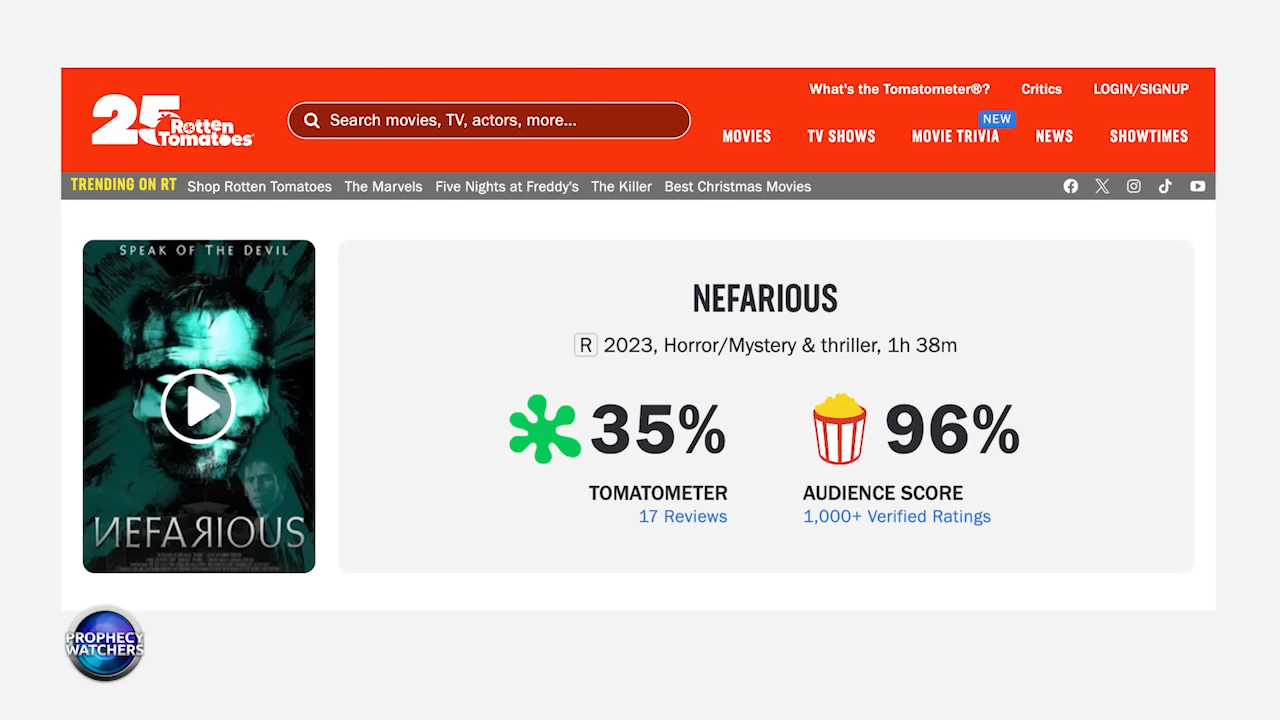 What's the Tomatometer®? Critics LOGIN/SIGNUP
25 Rotten Tomatoes
Search movies, TV, actors, more...
NEW
MOVIES TV SHOWS MOVIE TRIVIA NEWS SHOWTIMES
TRENDING ON RT Shop Rotten Tomatoes The Marvels Five Nights at Freddy's The Killer Best Christmas Movies
SPEAK OF THE DEVIL
NEFARIOUS
NEFARIOUS
R 2023, Horror/Mystery & thriller, 1h 38m
35% 96%
TOMATOMETER AUDIENCE SCORE
17 Reviews 1,000+ Verified Ratings
PROPHECY
WATCHERS